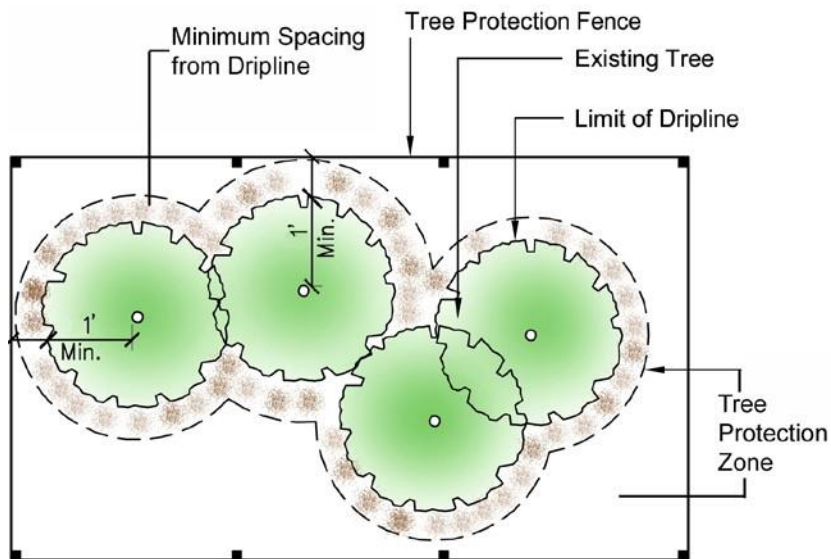 Tree Protection Fence
Minimum Spacing
from Dripline
Existing Tree
Limit of Dripline
1'
Min.
1'
Min.
Tree
Protection
Zone